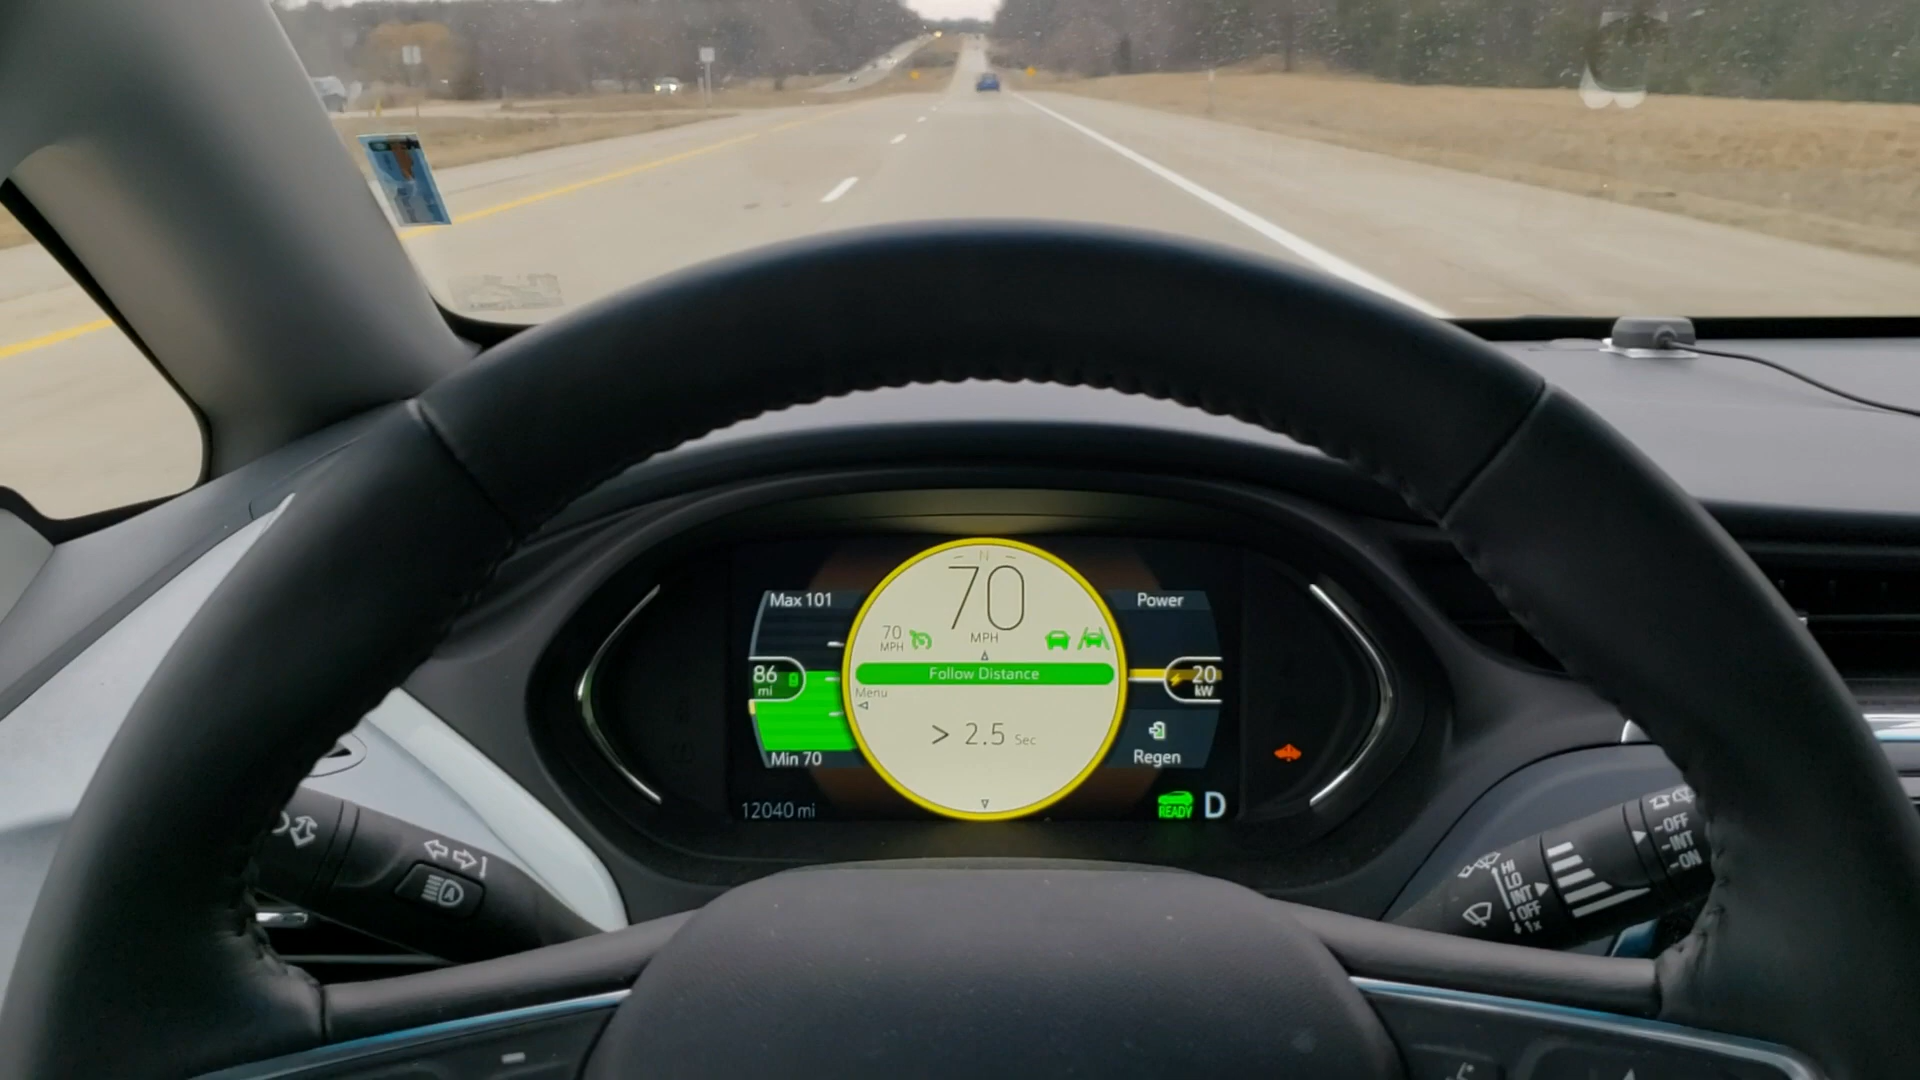 N
70
MPH
70
MPH
Follow Distance
Menu
> 2.5 Sec
Max 101
86
mi
Min 70
12040 mi
Power
20
kW
Regen
READY
D
HI
LO
INT
OFF
1x
-OFF
-INT
-ON